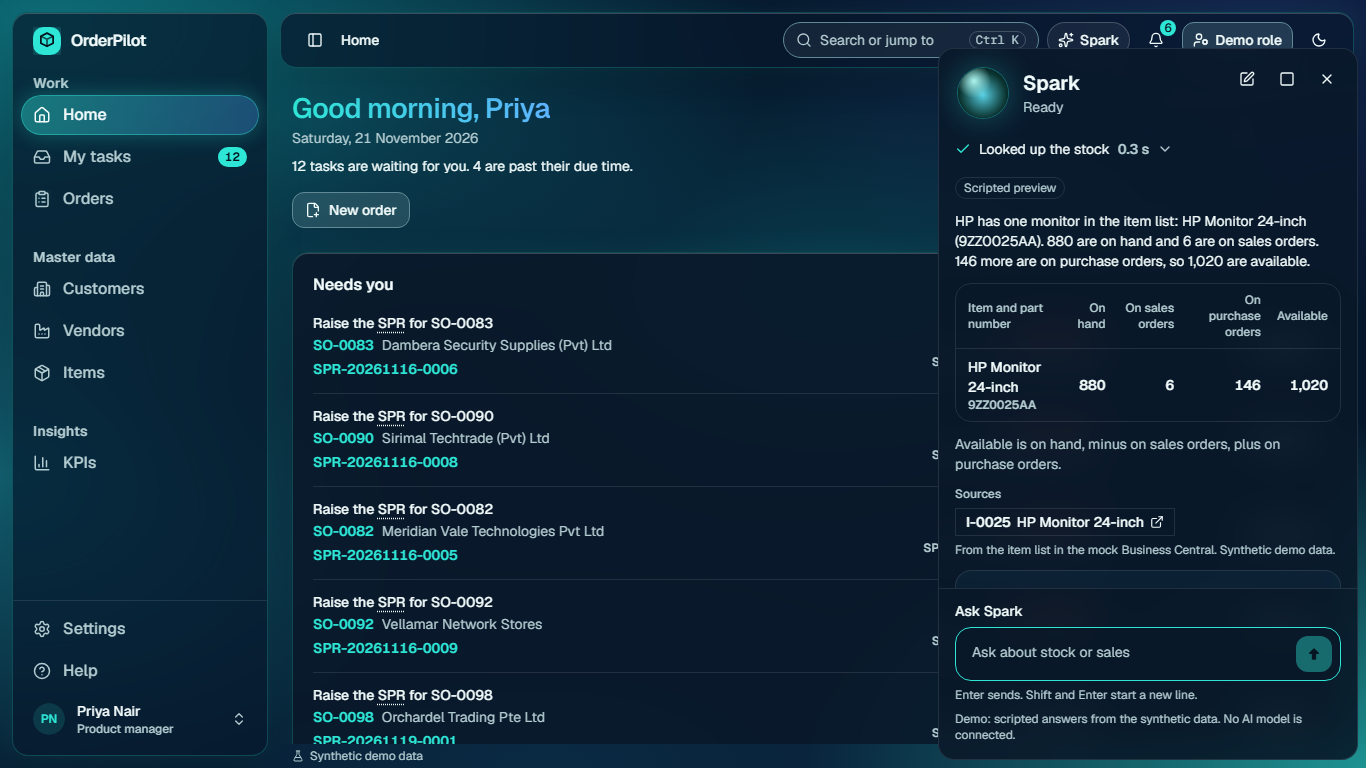 OrderPilot
Work
Home
My tasks
12
Orders
Master data
Customers
Vendors
Items
Insights
KPIs
Settings
Help
PN
Priya Nair
Product manager
Home
Search or jump to
Ctrl K
Spark
6
Demo role
Good morning, Priya
Saturday, 21 November 2026
12 tasks are waiting for you. 4 are past their due time.
New order
Needs you
Raise the SPR for SO-0083
SO-0083 Dambera Security Supplies (Pvt) Ltd
SPR-20261116-0006
Raise the SPR for SO-0090
SO-0090 Sirimal Techtrade (Pvt) Ltd
SPR-20261116-0008
Raise the SPR for SO-0082
SO-0082 Meridian Vale Technologies Pvt Ltd
SPR-20261116-0005
Raise the SPR for SO-0092
SO-0092 Vellamar Network Stores
SPR-20261116-0009
Raise the SPR for SO-0098
SO-0098 Orchardel Trading Pte Ltd
SPR-20261119-0001
Synthetic demo data
Spark
Ready
Looked up the stock 0.3 s
Scripted preview
HP has one monitor in the item list: HP Monitor 24-inch
(9ZZ0025AA). 880 are on hand and 6 are on sales orders.
146 more are on purchase orders, so 1,020 are available.
Item and part number
On hand
On sales orders
On purchase orders
Available
HP Monitor 24-inch
9ZZ0025AA
880
6
146
1,020
Available is on hand, minus on sales orders, plus on
purchase orders.
Sources
I-0025 HP Monitor 24-inch
From the item list in the mock Business Central. Synthetic demo data.
Ask Spark
Ask about stock or sales
Enter sends. Shift and Enter start a new line.
Demo: scripted answers from the synthetic data. No AI model is
connected.